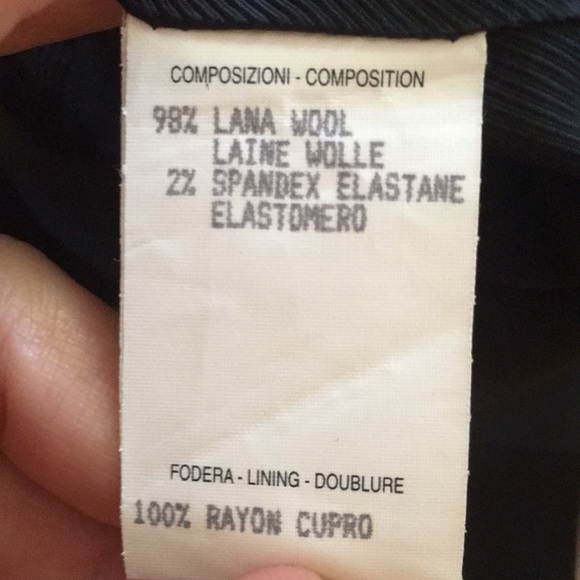 COMPOSIZIONI - COMPOSITION
98% LANA WOOL
LAINE WOLLE
2% SPANDEX ELASTANE
ELASTOMERO
FODERA - LINING - DOUBLURE
100% RAYON CUPRO